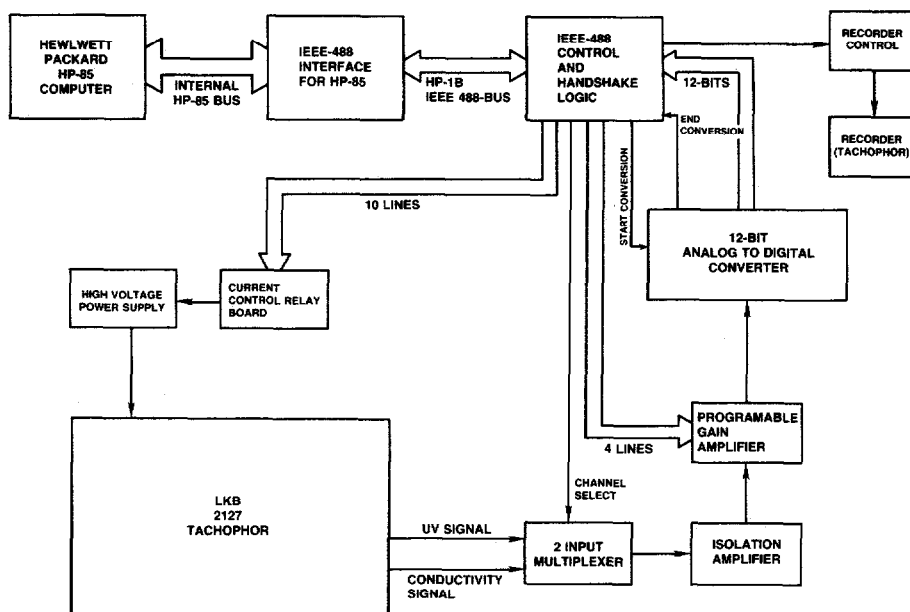 HEWLWETT
PACKARD
HP-85
COMPUTER
INTERNAL
HP-85 BUS
IEEE-488
INTERFACE
FOR HP-85
HP-1B
IEEE 488-BUS
IEEE-488
CONTROL
AND
HANDSHAKE
LOGIC
12-BITS
RECORDER
CONTROL
RECORDER
(TACHOPHOR)
END
CONVERSION
START CONVERSION
10 LINES
12-BIT
ANALOG TO DIGITAL
CONVERTER
HIGH VOLTAGE
POWER SUPPLY
CURRENT
CONTROL RELAY
BOARD
PROGRAMABLE
GAIN
AMPLIFIER
4 LINES
CHANNEL
SELECT
LKB
2127
TACHOPHOR
UV SIGNAL
CONDUCTIVITY
SIGNAL
2 INPUT
MULTIPLEXER
ISOLATION
AMPLIFIER